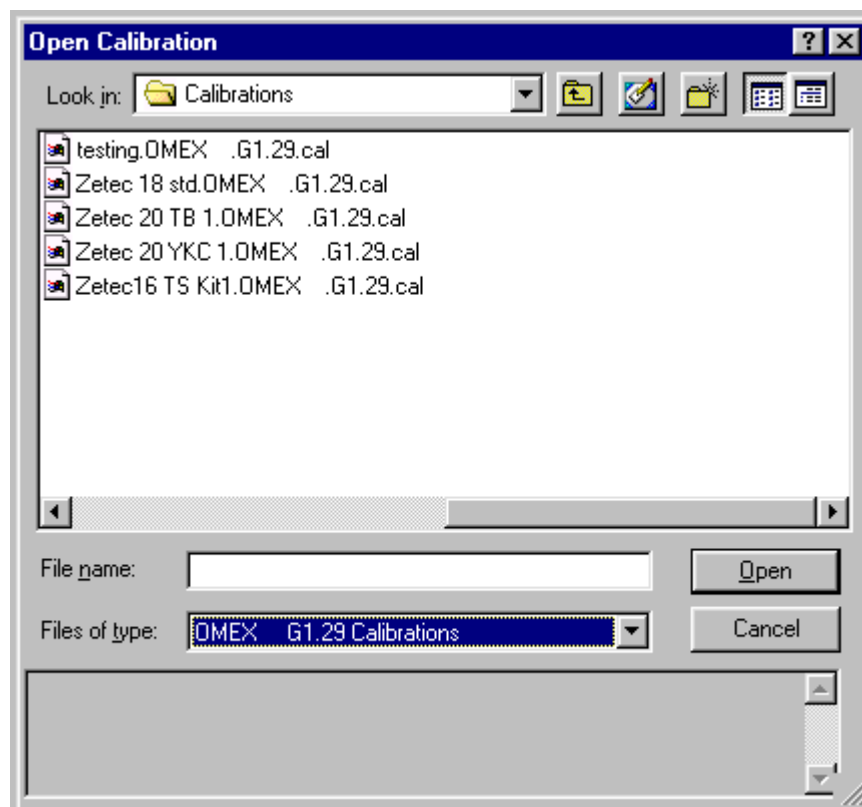 Open Calibration
Look in: Calibrations
testing.OMEX .G1.29.cal
Zetec 18 std.OMEX .G1.29.cal
Zetec 20 TB 1.OMEX .G1.29.cal
Zetec 20 YKC 1.OMEX .G1.29.cal
Zetec16 TS Kit1.OMEX .G1.29.cal
File name:
Open
Files of type: OMEX G1.29 Calibrations
Cancel